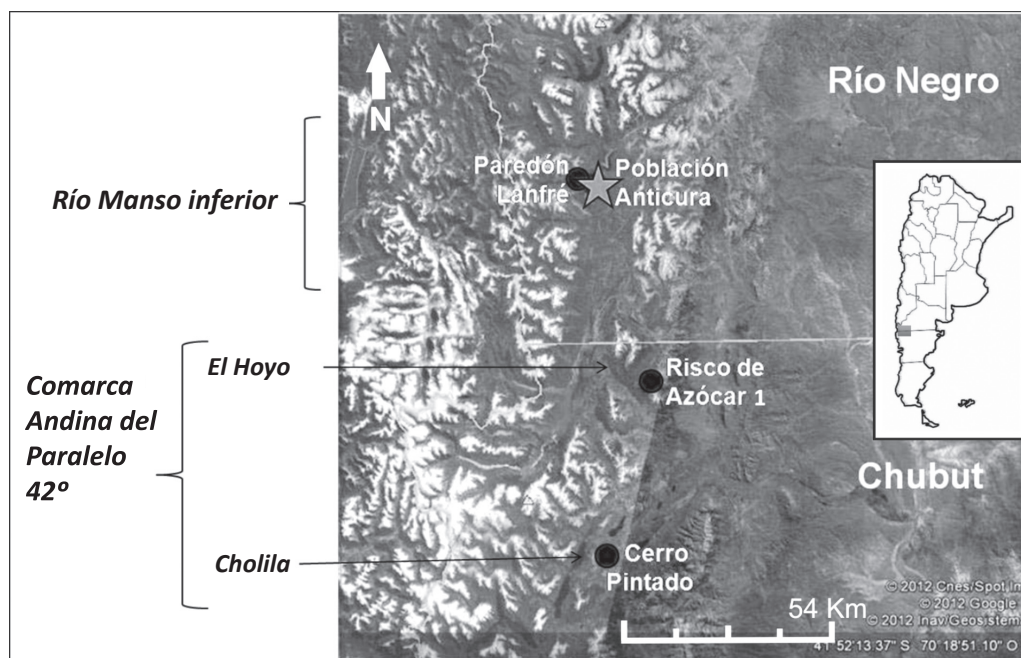 Río Negro
N
Paredón
Lanfré
Población
Anticura
Río Manso inferior
El Hoyo
Risco de
Azócar 1
Comarca
Andina del
Paralelo
42º
Chubut
Cholila
Cerro
Pintado
© 2012 Cnes/Spot Im
© 2012 Google
© 2012 Inav/Geosistem
54 Km
41°52'13.37" S 70°18'51.10" O